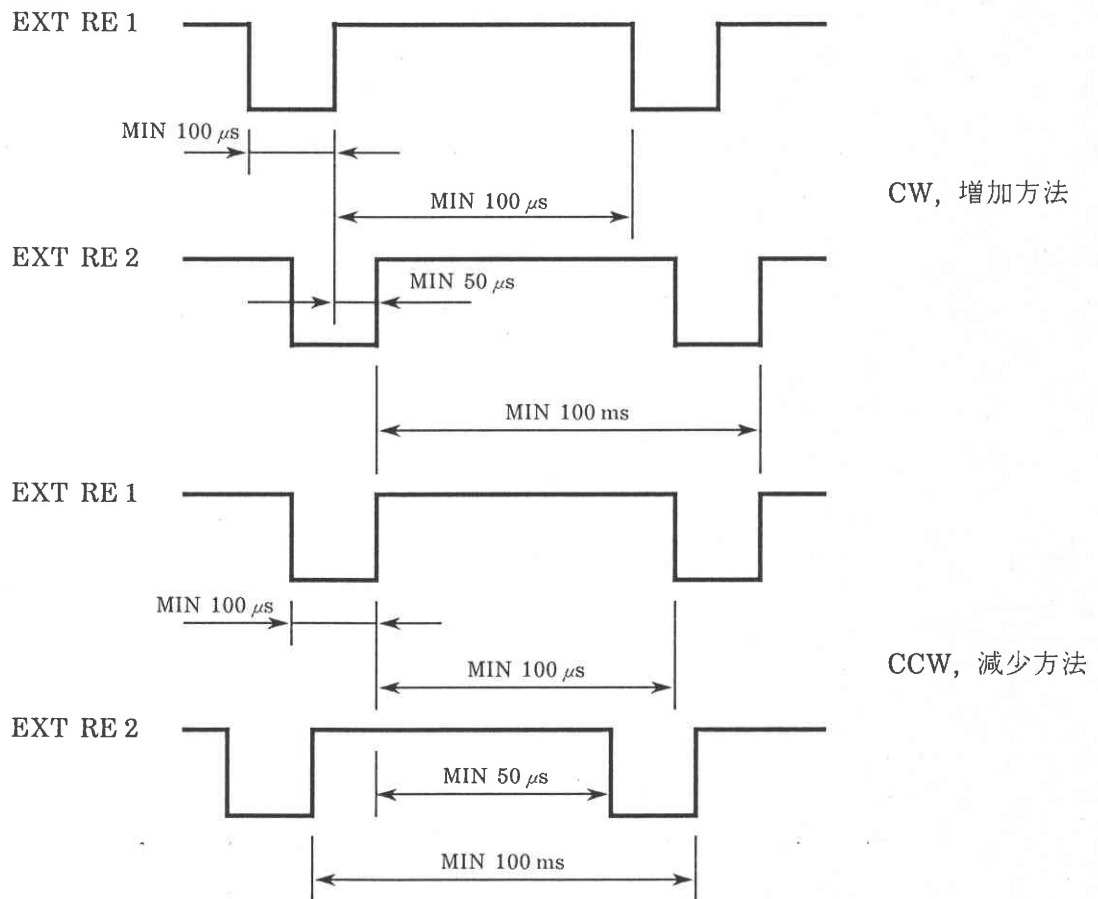 EXT RE 1
MIN 100 μs
MIN 100 μs
CW, 增加方法
EXT RE 2
MIN 50 μs
MIN 100 ms
EXT RE 1
MIN 100 μs
MIN 100 μs
CCW, 減少方法
EXT RE 2
MIN 50 μs
MIN 100 ms